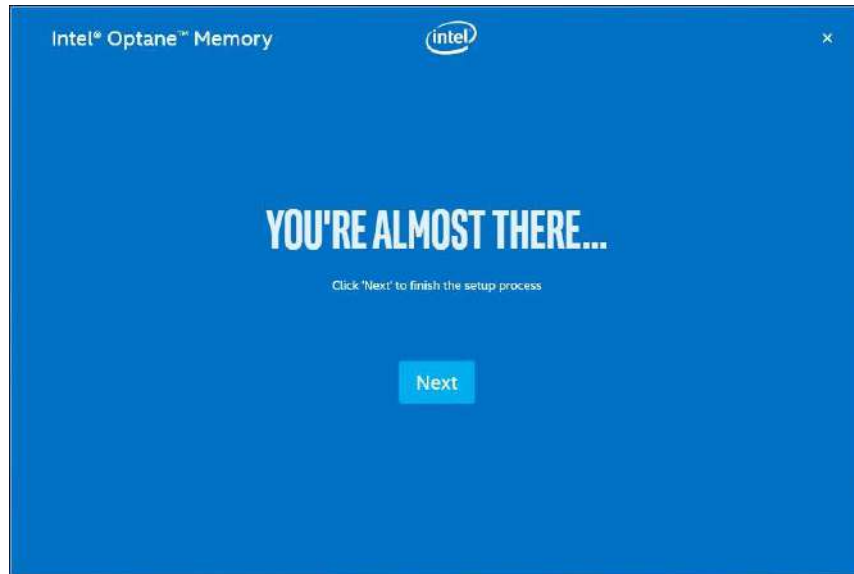 Intel® Optane™ Memory
intel
×
YOU'RE ALMOST THERE...
Click 'Next' to finish the setup process
Next